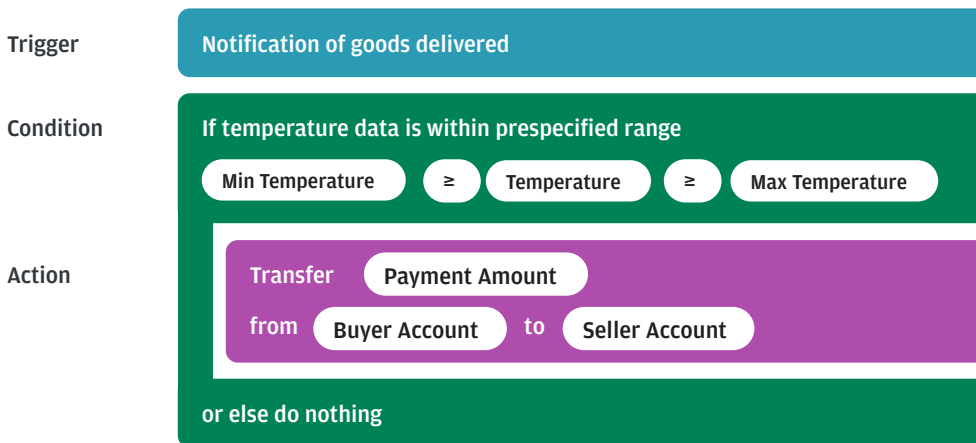 Trigger
Notification of goods delivered
Condition
If temperature data is within prespecified range
Min Temperature ≥ Temperature ≥ Max Temperature
Action
Transfer Payment Amount
from Buyer Account to Seller Account
or else do nothing